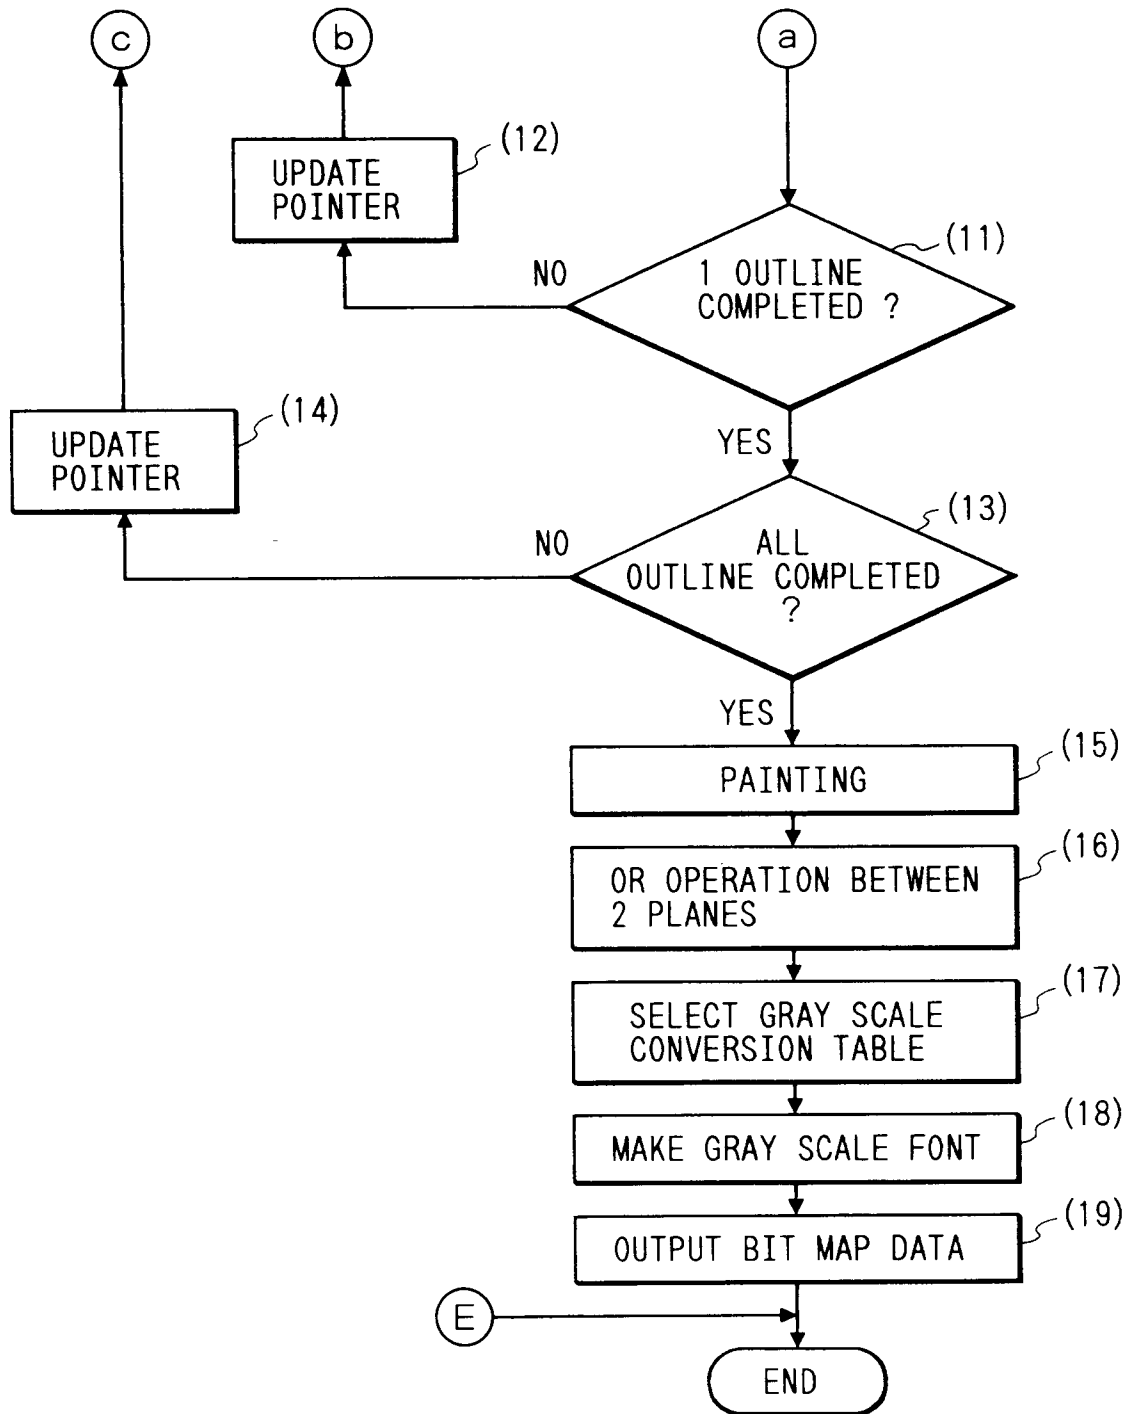 c
b
a
(12)
UPDATE
POINTER
(11)
1 OUTLINE
COMPLETED ?
NO
(14)
UPDATE
POINTER
YES
(13)
ALL
OUTLINE COMPLETED
?
NO
YES
(15)
PAINTING
(16)
OR OPERATION BETWEEN
2 PLANES
(17)
SELECT GRAY SCALE
CONVERSION TABLE
(18)
MAKE GRAY SCALE FONT
(19)
OUTPUT BIT MAP DATA
E
END